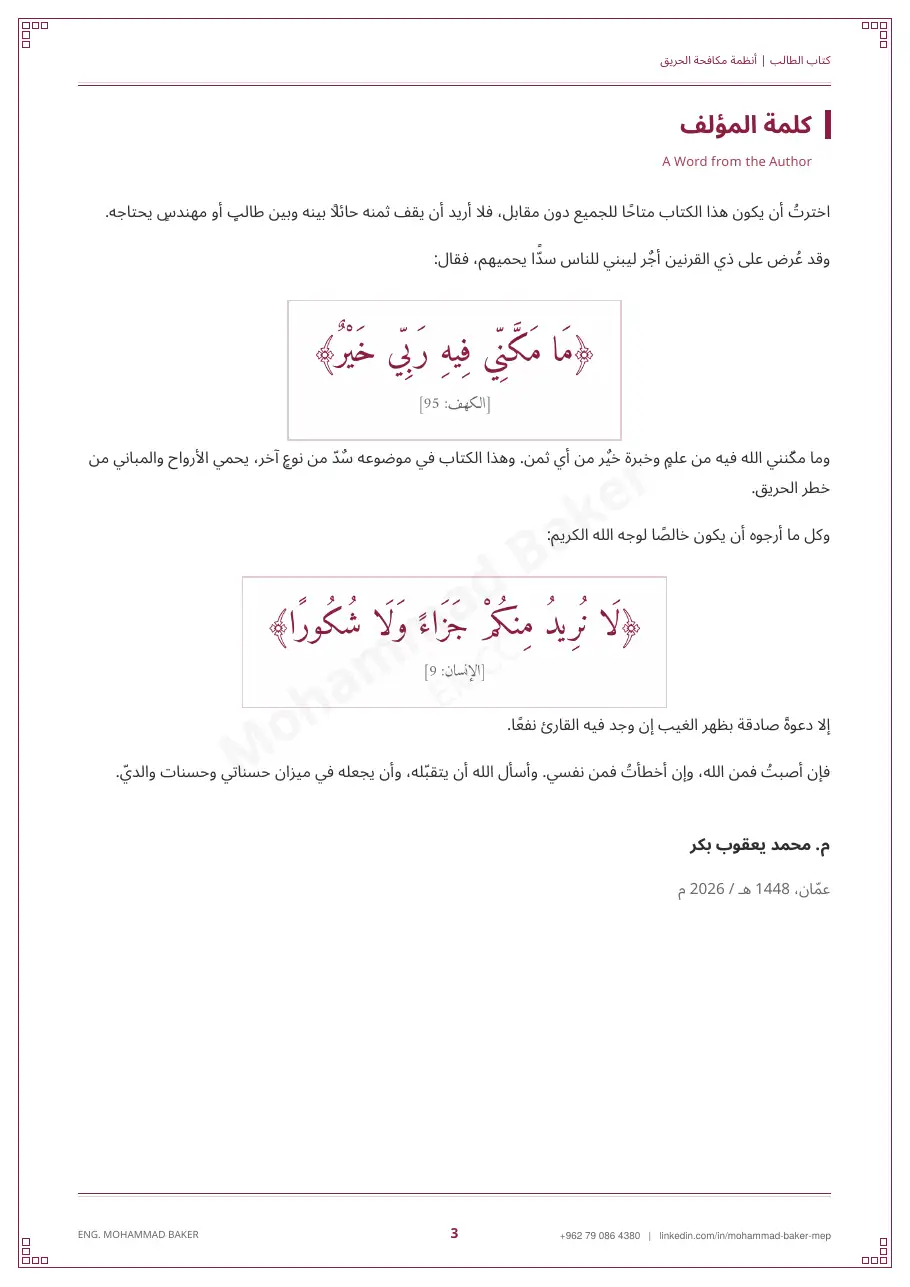 كتاب الطالب | أنظمة مكافحة الحريق
كلمة المؤلف
A Word from the Author
اخترتُ أن يكون هذا الكتاب متاحًا للجميع دون مقابل، فلا أريد أن يقف ثمنه حائلًا بينه وبين طالبٍ أو مهندسٍ يحتاجه.
وقد عُرض على ذي القرنين أجٌر ليبني للناس سدًّا يحميهم، فقال:
﴿مَا مَكَّنِّي فِيهِ رَبِّي خَيْرٌ﴾
[الكهف: 95]
وما مكّنني الله فيه من علمٍ وخبرة خيٌر من أي ثمن. وهذا الكتاب في موضوعه سٌدّ من نوعٍ آخر، يحمي الأرواح والمباني من
خطر الحريق.
وكل ما أرجوه أن يكون خالصًا لوجه الله الكريم:
﴿لَا نُرِيدُ مِنكُمْ جَزَاءً وَلَا شُكُورًا﴾
[الإنسان: 9]
إلا دعوةً صادقة بظهر الغيب إن وجد فيه القارئ نفعًا.
فإن أصبتُ فمن الله، وإن أخطأتُ فمن نفسي. وأسأل الله أن يتقبّله، وأن يجعله في ميزان حسناتي وحسنات والديّ.
م. محمد يعقوب بكر
عمّان، 1448 هـ / 2026 م
Mohammad Baker
ENG. MOHAMMAD BAKER
3
+962 79 086 4380 | linkedin.com/in/mohammad-baker-mep